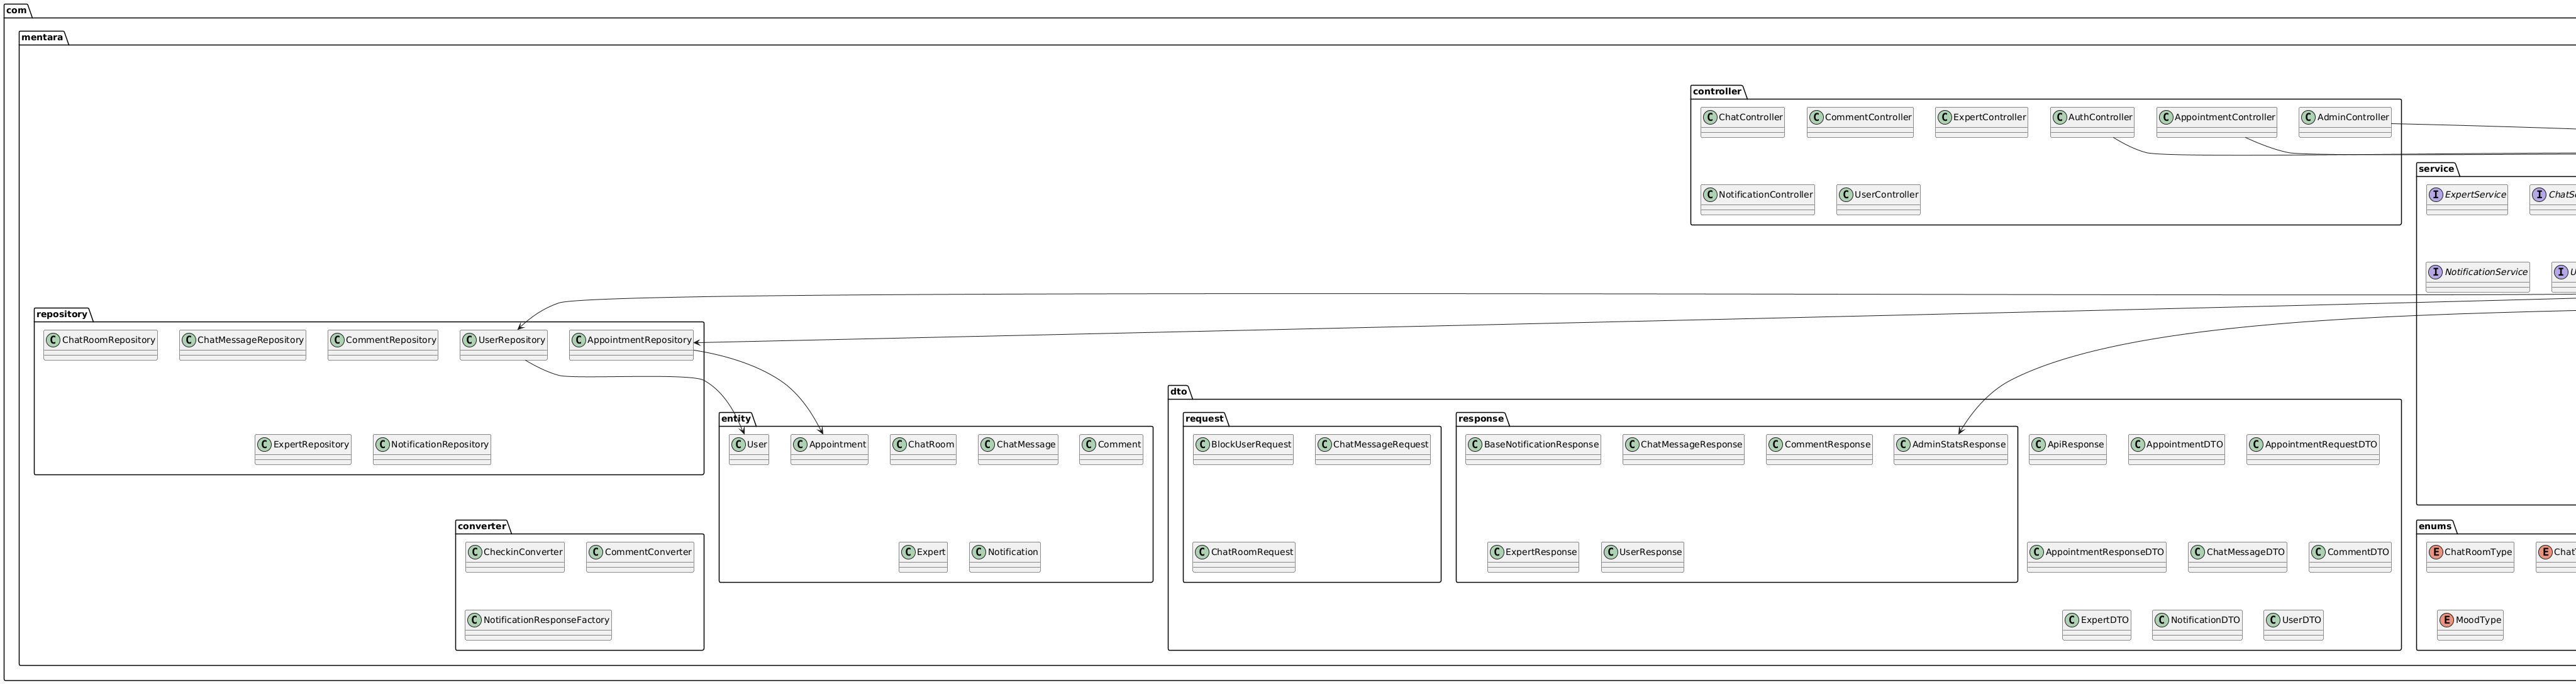 com
mentara
controller
C ChatController
C CommentController
C ExpertController
C AuthController
C AppointmentController
C AdminController
C NotificationController
C UserController
service
I ExpertService
I ChatS
I NotificationService
I U
repository
C ChatRoomRepository
C ChatMessageRepository
C CommentRepository
C UserRepository
C AppointmentRepository
C ExpertRepository
C NotificationRepository
entity
C User
C Appointment
C ChatRoom
C ChatMessage
C Comment
C Expert
C Notification
dto
request
C BlockUserRequest
C ChatMessageRequest
C ChatRoomRequest
response
C BaseNotificationResponse
C ChatMessageResponse
C CommentResponse
C AdminStatsResponse
C ExpertResponse
C UserResponse
C ApiResponse
C AppointmentDTO
C AppointmentRequestDTO
C AppointmentResponseDTO
C ChatMessageDTO
C CommentDTO
C ExpertDTO
C NotificationDTO
C UserDTO
converter
C CheckinConverter
C CommentConverter
C NotificationResponseFactory
enums
E ChatRoomType
E Chat
E MoodType